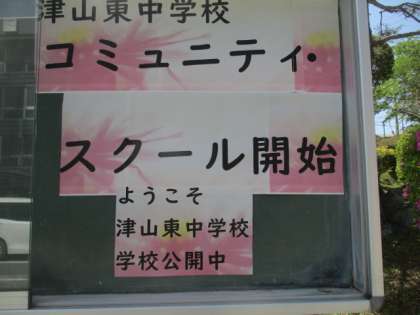 津山東中学校
コミュニティ・
スクール開始
ようこそ
津山東中学校
学校公開中